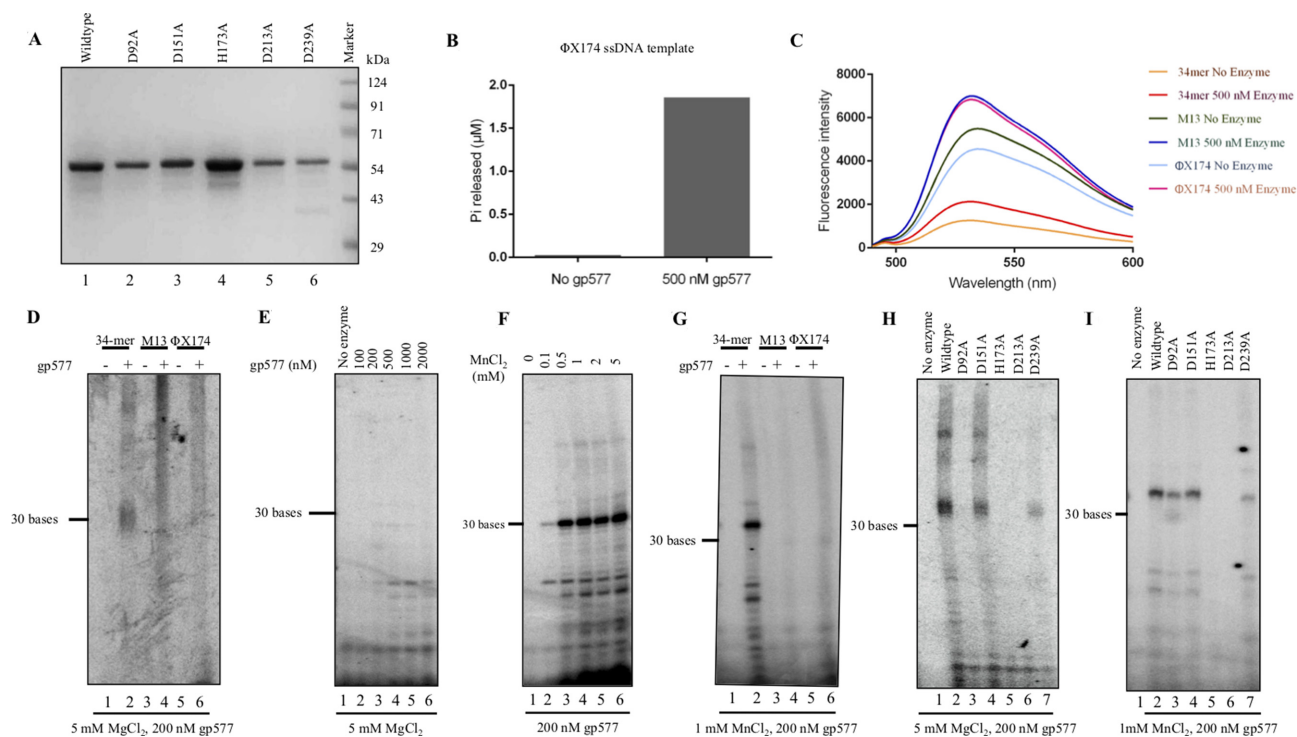 A
Wildtype
D92A
D151A
H173A
D213A
D239A
Marker
kDa
124
91
71
54
43
29
1 2 3 4 5 6
B
ΦX174 ssDNA template
Pi released (µM)
2.0
1.5
1.0
0.5
0.0
No gp577 500 nM gp577
C
Fluorescence intensity
8000
6000
4000
2000
0
500 550 600
Wavelength (nm)
34mer No Enzyme
34mer 500 nM Enzyme
M13 No Enzyme
M13 500 nM Enzyme
ΦX174 No Enzyme
ΦX174 500 nM Enzyme
D
34-mer M13 ΦX174
gp577 - + - + - +
30 bases
1 2 3 4 5 6
5 mM MgCl2, 200 nM gp577
E
gp577 (nM)
No enzyme
100
200
500
1000
2000
30 bases
1 2 3 4 5 6
5 mM MgCl2
F
MnCl2
(mM)
0
0.1
0.5
1
2
5
30 bases
1 2 3 4 5 6
200 nM gp577
G
34-mer M13 ΦX174
gp577 - + - + - +
30 bases
1 2 3 4 5 6
1 mM MnCl2, 200 nM gp577
H
No enzyme
Wildtype
D92A
D151A
H173A
D213A
D239A
30 bases
1 2 3 4 5 6 7
5 mM MgCl2, 200 nM gp577
I
No enzyme
Wildtype
D92A
D151A
H173A
D213A
D239A
30 bases
1 2 3 4 5 6 7
1mM MnCl2, 200 nM gp577